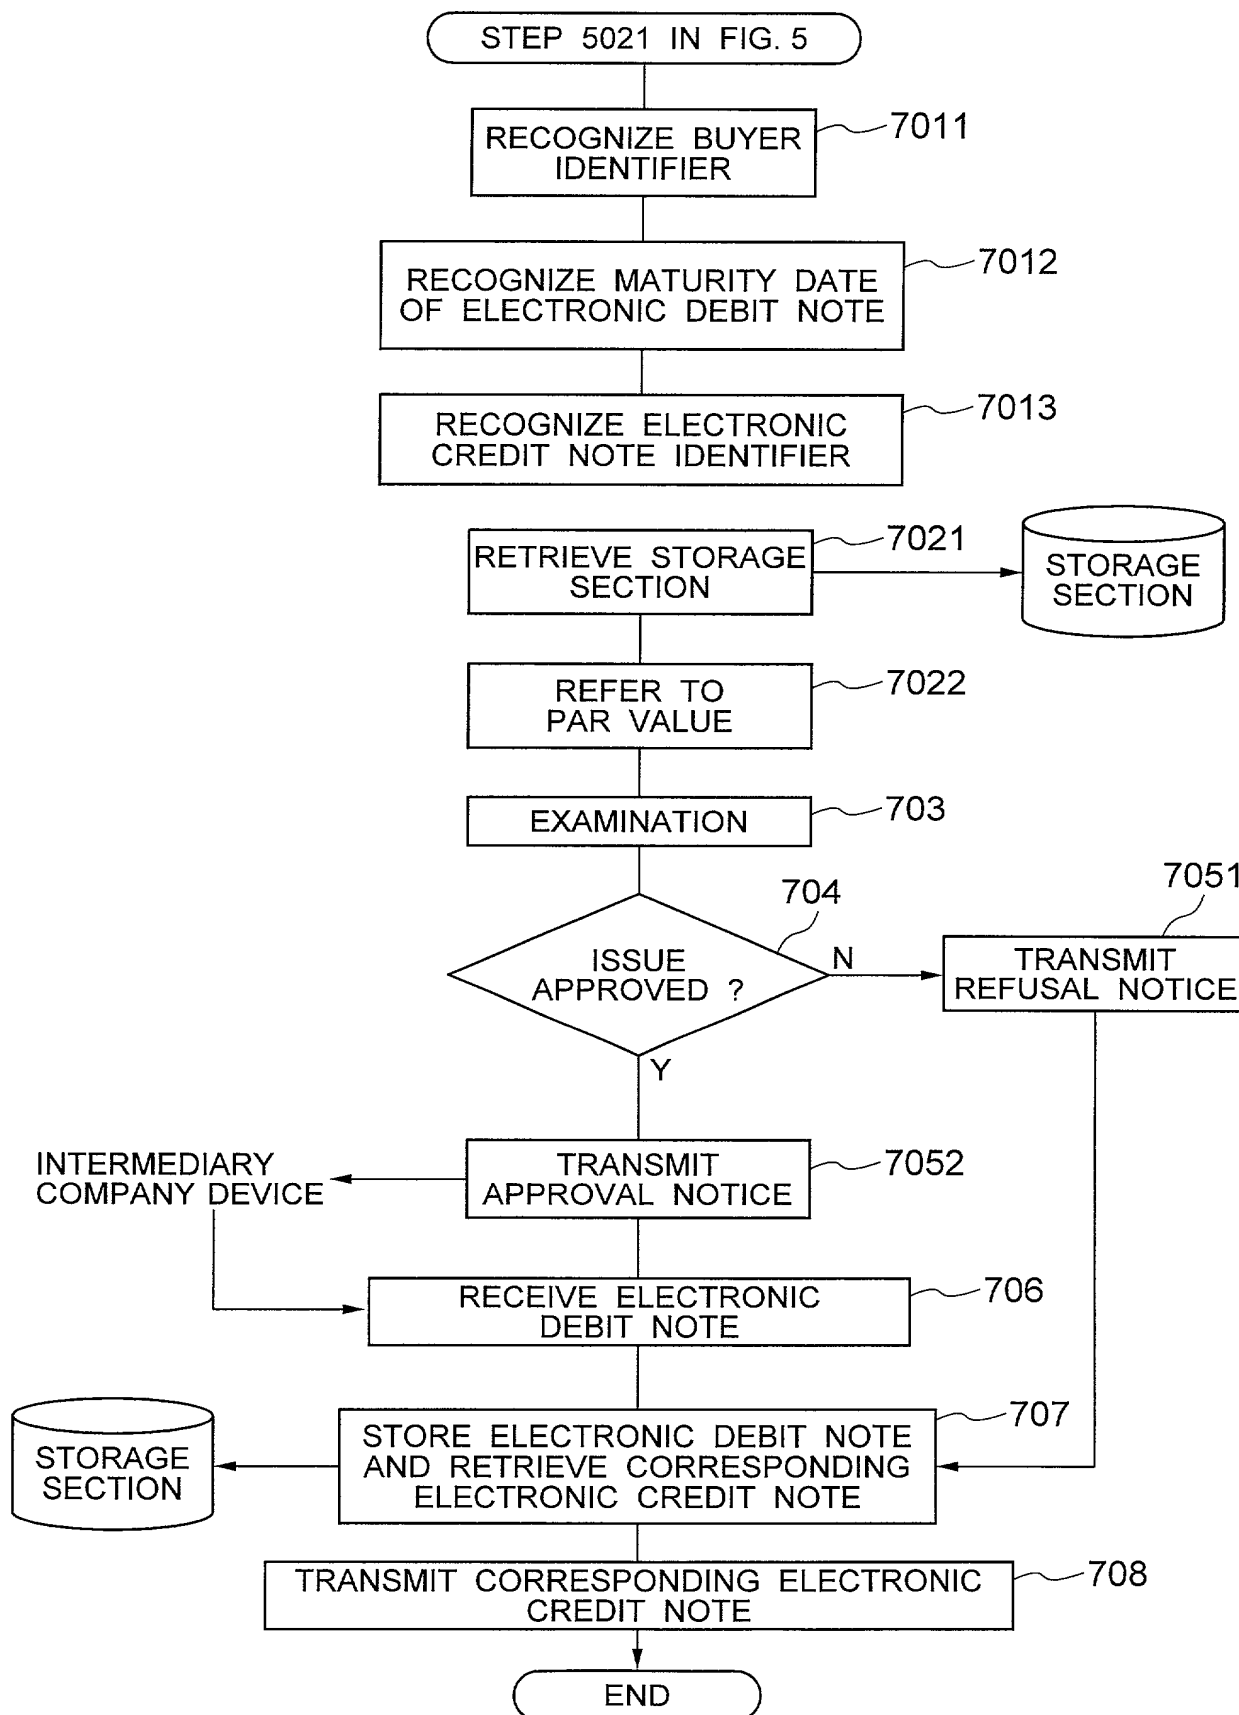 STEP 5021 IN FIG. 5
RECOGNIZE BUYER
IDENTIFIER
7011
RECOGNIZE MATURITY DATE
OF ELECTRONIC DEBIT NOTE
7012
RECOGNIZE ELECTRONIC
CREDIT NOTE IDENTIFIER
7013
RETRIEVE STORAGE
SECTION
7021
STORAGE
SECTION
REFER TO
PAR VALUE
7022
EXAMINATION
703
ISSUE
APPROVED ?
704
N
TRANSMIT
REFUSAL NOTICE
7051
Y
INTERMEDIARY
COMPANY DEVICE
TRANSMIT
APPROVAL NOTICE
7052
RECEIVE ELECTRONIC
DEBIT NOTE
706
STORAGE
SECTION
STORE ELECTRONIC DEBIT NOTE
AND RETRIEVE CORRESPONDING
ELECTRONIC CREDIT NOTE
707
TRANSMIT CORRESPONDING ELECTRONIC
CREDIT NOTE
708
END